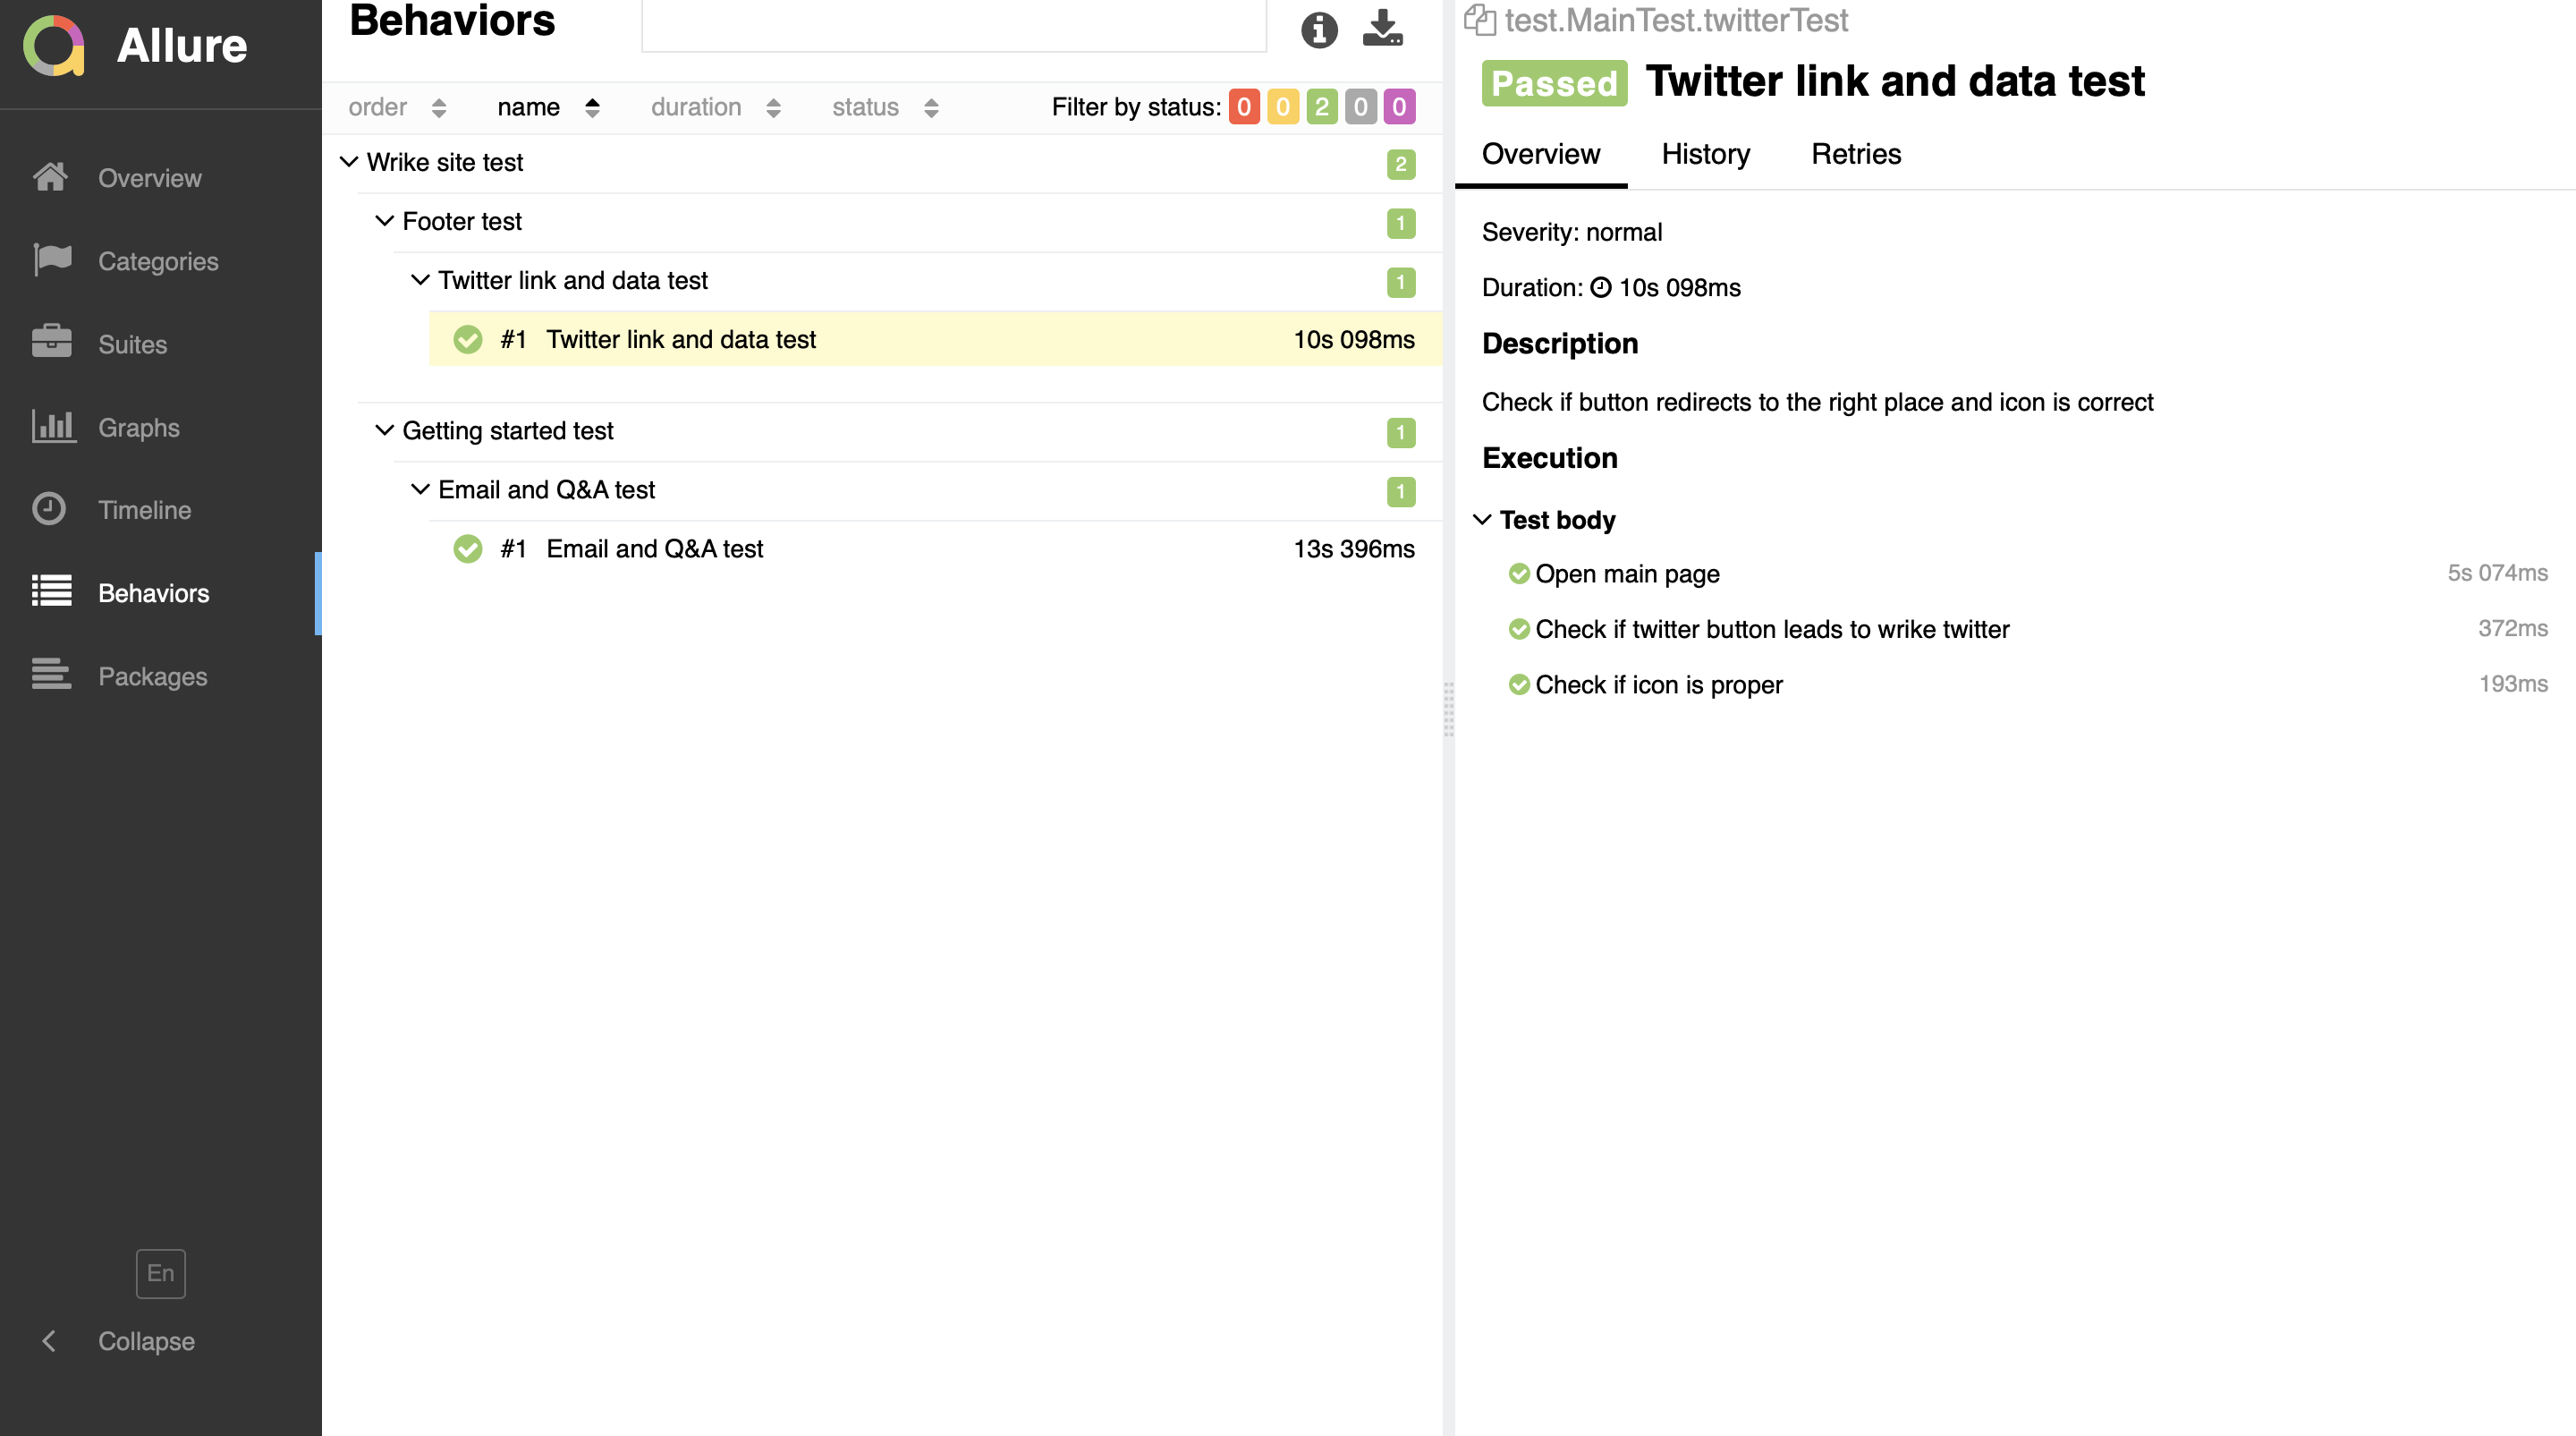 Allure
Overview
Categories
Suites
Graphs
Timeline
Behaviors
Packages
En
Collapse
Behaviors
order name duration status Filter by status: 0 0 2 0 0
Wrike site test 2
Footer test 1
Twitter link and data test 1
#1 Twitter link and data test 10s 098ms
Getting started test 1
Email and Q&A test 1
#1 Email and Q&A test 13s 396ms
test.MainTest.twitterTest
Passed Twitter link and data test
Overview History Retries
Severity: normal
Duration: 10s 098ms
Description
Check if button redirects to the right place and icon is correct
Execution
Test body
Open main page 5s 074ms
Check if twitter button leads to wrike twitter 372ms
Check if icon is proper 193ms